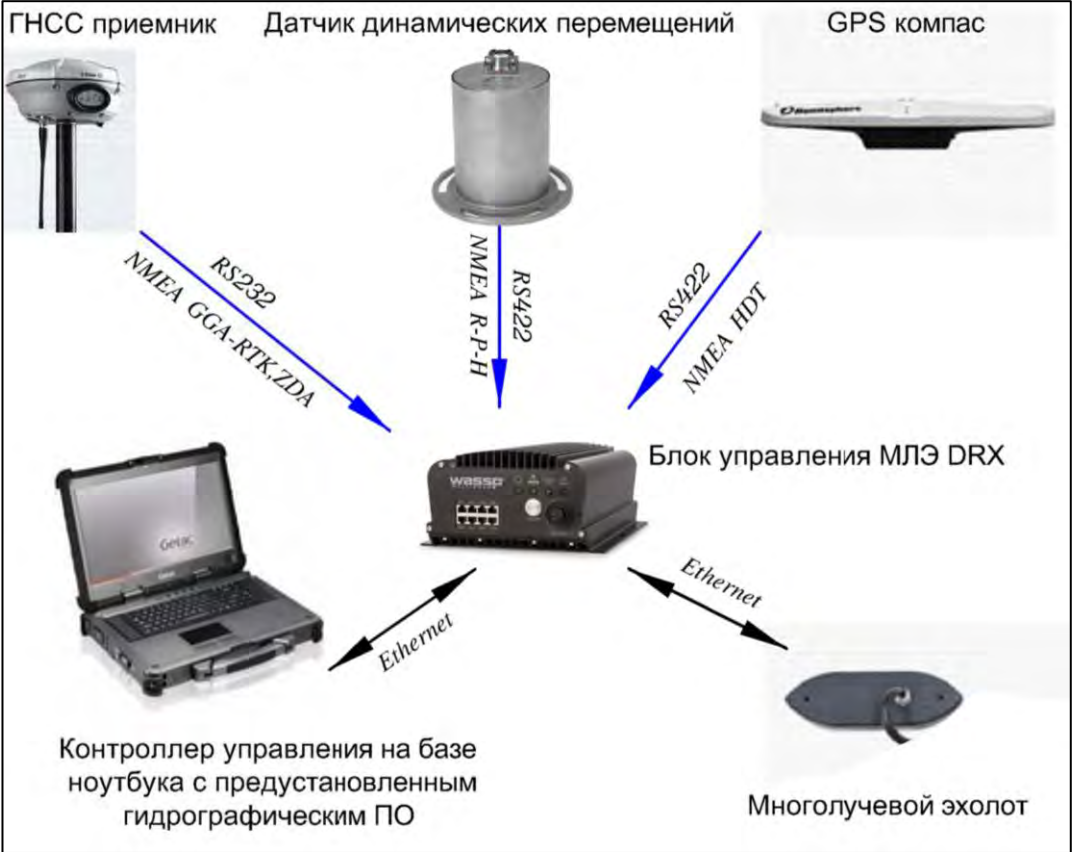 ГНСС приемник
Датчик динамических перемещений
GPS компас
Hemisphere
RS232
NMEA GGA-RTK,ZDA
NMEA R-P-H
RS422
RS422
NMEA HDT
Блок управления МЛЭ DRX
wassp
Getac
Ethernet
Ethernet
Контроллер управления на базе
ноутбука с предустановленным
гидрографическим ПО
Многолучевой эхолот